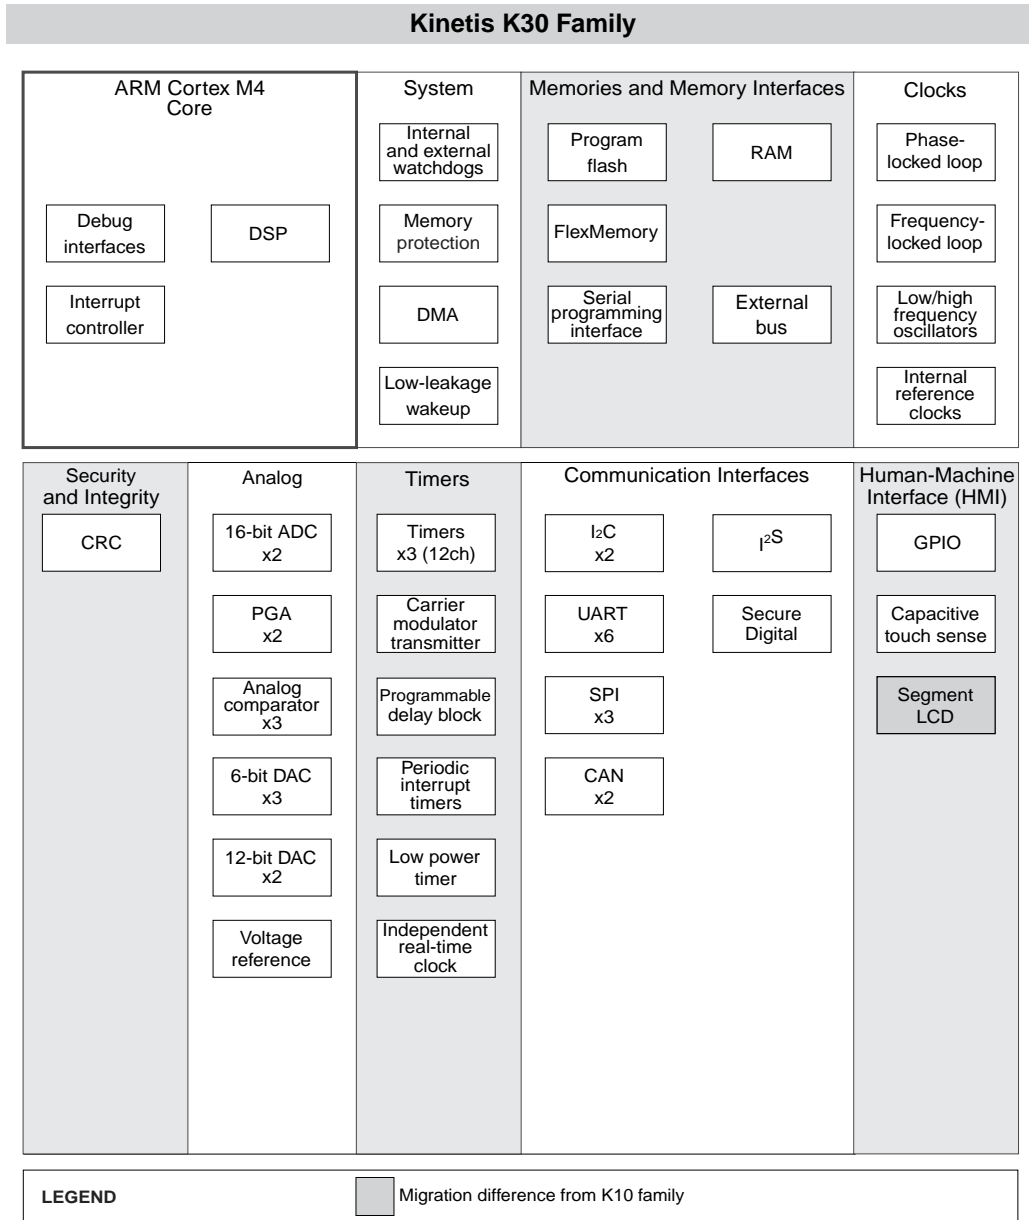 Kinetis K30 Family
ARM Cortex M4
Core
Debug
interfaces
DSP
Interrupt
controller
System
Internal
and external
watchdogs
Memory
protection
DMA
Low-leakage
wakeup
Memories and Memory Interfaces
Program
flash
RAM
FlexMemory
Serial
programming
interface
External
bus
Clocks
Phase-
locked loop
Frequency-
locked loop
Low/high
frequency
oscillators
Internal
reference
clocks
Security
and Integrity
CRC
Analog
16-bit ADC
x2
PGA
x2
Analog
comparator
x3
6-bit DAC
x3
12-bit DAC
x2
Voltage
reference
Timers
Timers
x3 (12ch)
Carrier
modulator
transmitter
Programmable
delay block
Periodic
interrupt
timers
Low power
timer
Independent
real-time
clock
Communication Interfaces
I2C
x2
I2S
UART
x6
Secure
Digital
SPI
x3
CAN
x2
Human-Machine
Interface (HMI)
GPIO
Capacitive
touch sense
Segment
LCD
LEGEND
Migration difference from K10 family